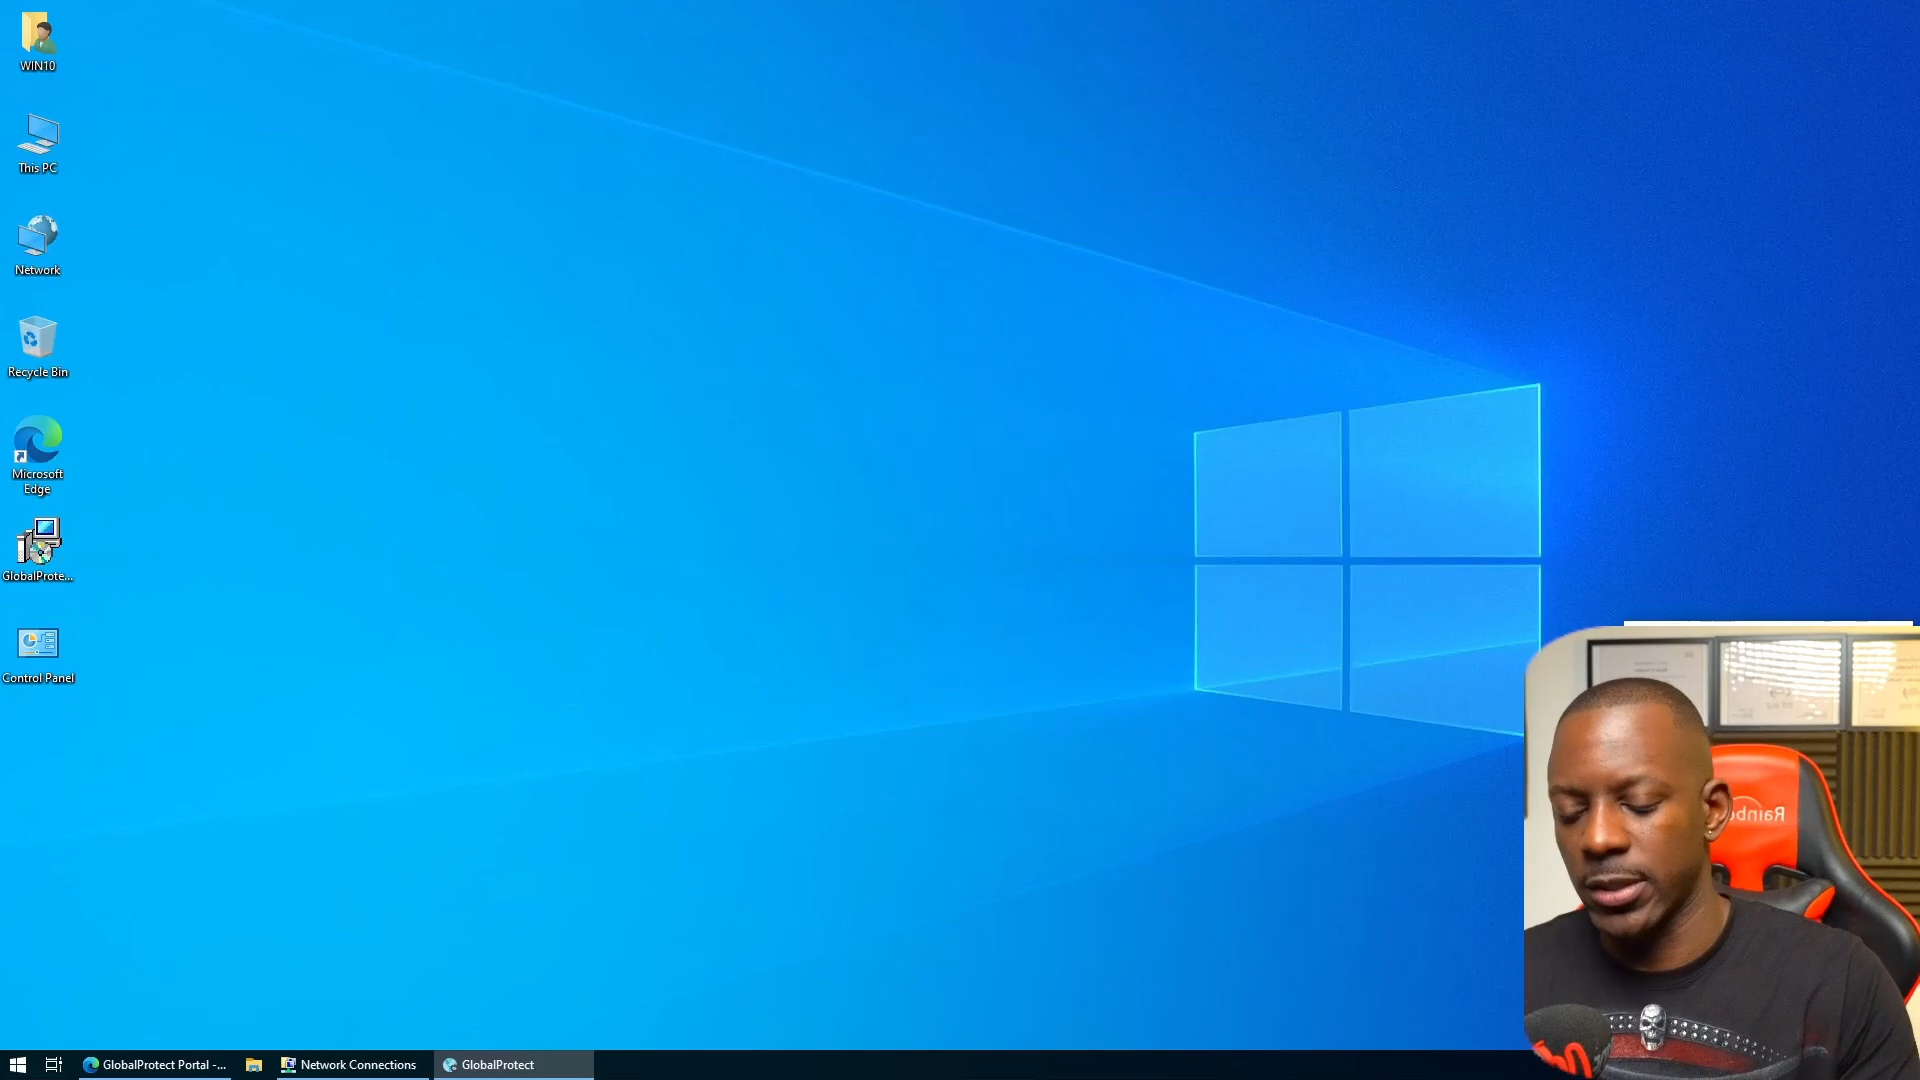 WIN10
This PC
Network
Recycle Bin
Microsoft
Edge
GlobalProte...
Control Panel
GlobalProtect Portal -...
Network Connections
GlobalProtect